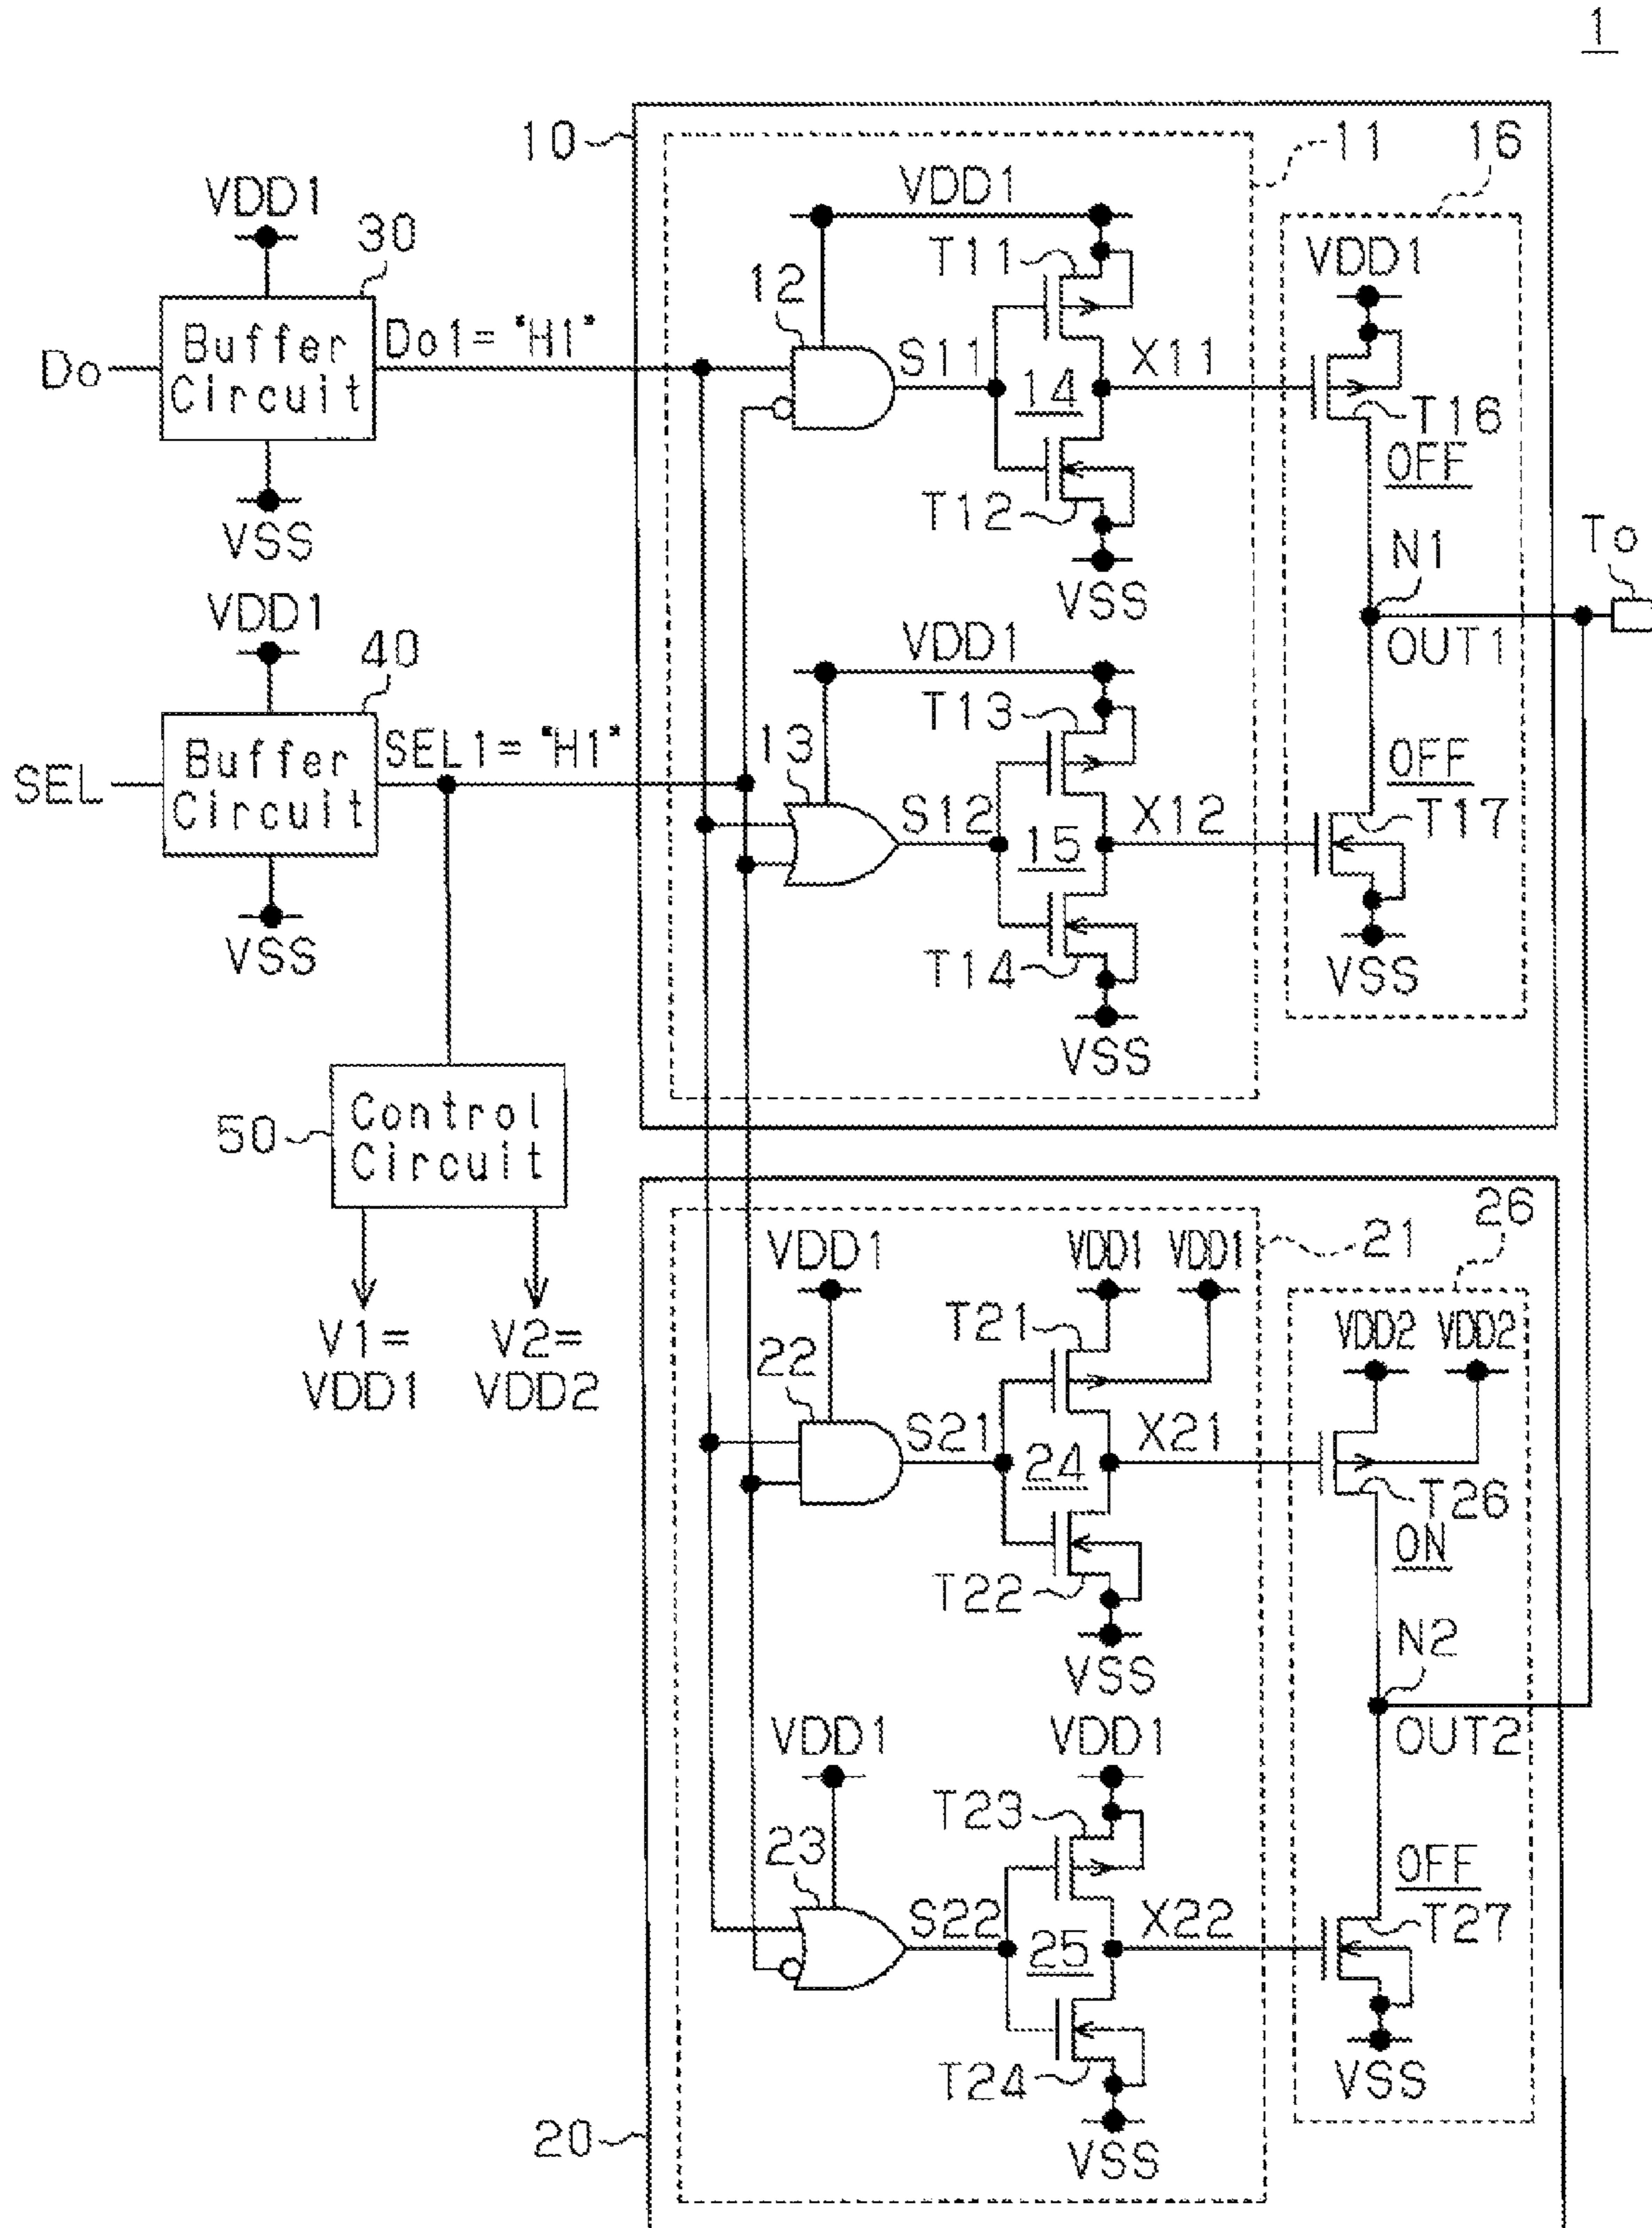 1
10
11
16
VDD1
30
Buffer
Circuit
Do
Do1="H1"
VSS
VDD1
T11
12
S11
14
X11
T12
VSS
VDD1
T16
OFF
N1
To
OUT1
VDD1
40
Buffer
Circuit
SEL
SEL1="H1"
VSS
VDD1
T13
13
S12
15
X12
T14
VSS
OFF
T17
VSS
50
Control
Circuit
V1=
VDD1
V2=
VDD2
21
26
VDD1
VDD1
VDD1
T21
22
S21
24
X21
T22
VSS
VDD2
VDD2
T26
ON
N2
OUT2
VDD1
VDD1
T23
23
S22
25
X22
T24
VSS
OFF
T27
VSS
20